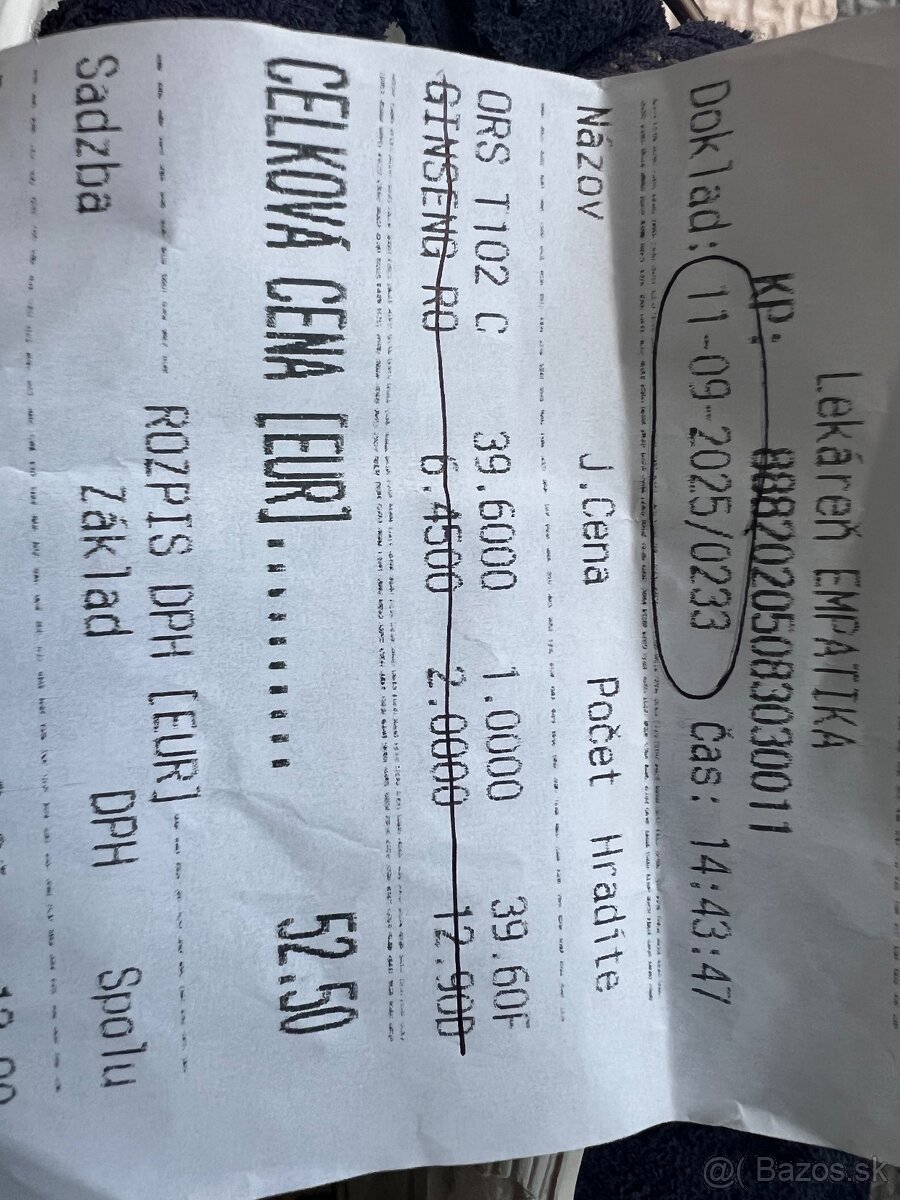 Lekáreň EMPATIKA
KP. 88820205083030011
Doklad: 11-09-2025/0233 Čas: 14:43:47
Názov J.Cena Počet Hradíte
ORS T102 C 39.6000 1.0000 39.60F
GINSENG RO 6.4500 2.0000 12.90D
CELKOVÁ CENA [EUR].......... 52.50
ROZPIS DPH [EUR]
Sadzba Základ DPH Spolu
@( Bazos.sk